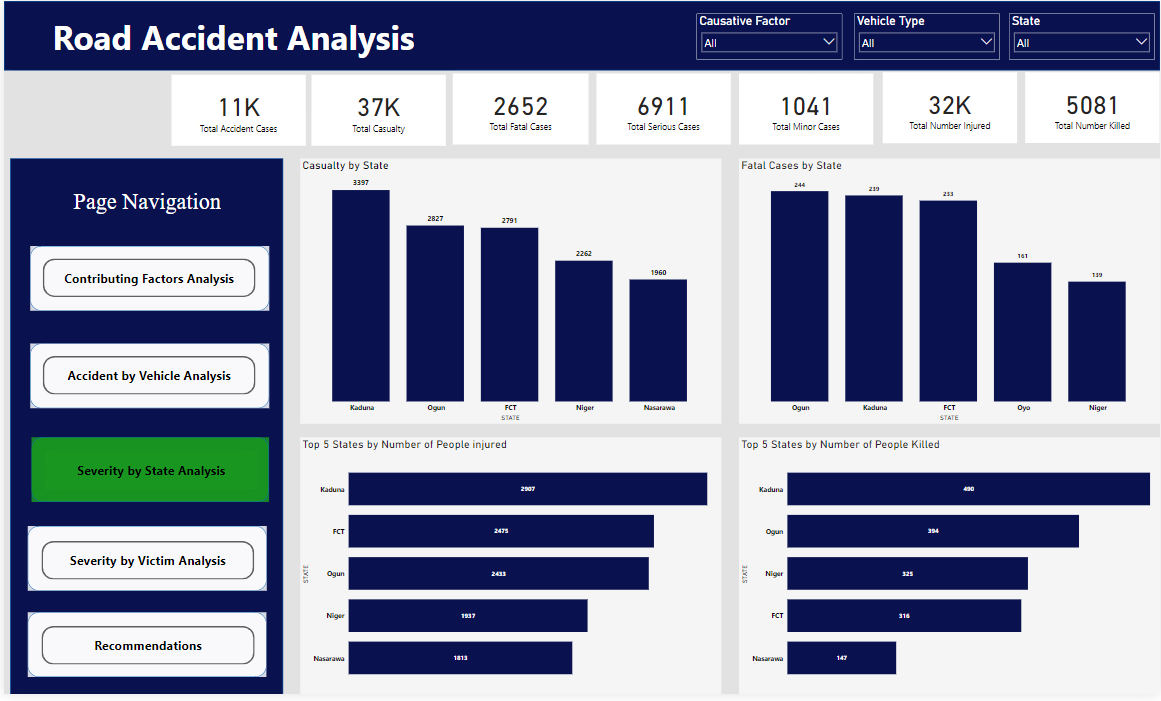 Road Accident Analysis
Causative Factor
All
Vehicle Type
All
State
All
11K
Total Accident Cases
37K
Total Casualty
2652
Total Fatal Cases
6911
Total Serious Cases
1041
Total Minor Cases
32K
Total Number Injured
5081
Total Number Killed
Page Navigation
Contributing Factors Analysis
Accident by Vehicle Analysis
Severity by State Analysis
Severity by Victim Analysis
Recommendations
Casualty by State
3397
2827
2791
2262
1960
Kaduna Ogun FCT Niger Nasarawa
STATE
Fatal Cases by State
244
239
233
161
139
Ogun Kaduna FCT Oyo Niger
STATE
Top 5 States by Number of People injured
STATE
Kaduna 2907
FCT 2475
Ogun 2433
Niger 1937
Nasarawa 1813
Top 5 States by Number of People Killed
STATE
Kaduna 490
Ogun 394
Niger 325
FCT 316
Nasarawa 147